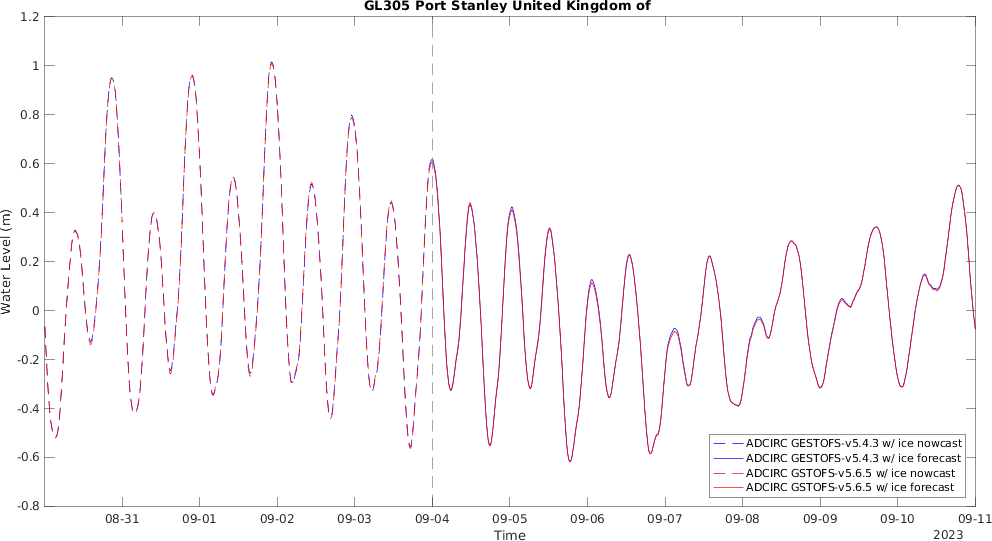 GL305 Port Stanley United Kingdom of
1.2
1
0.8
0.6
0.4
0.2
0
-0.2
-0.4
-0.6
-0.8
Water Level (m)
ADCIRC GESTOFS-v5.4.3 w/ ice nowcast
ADCIRC GESTOFS-v5.4.3 w/ ice forecast
ADCIRC GSTOFS-v5.6.5 w/ ice nowcast
ADCIRC GSTOFS-v5.6.5 w/ ice forecast
08-31 09-01 09-02 09-03 09-04 09-05 09-06 09-07 09-08 09-09 09-10 09-11
Time
2023